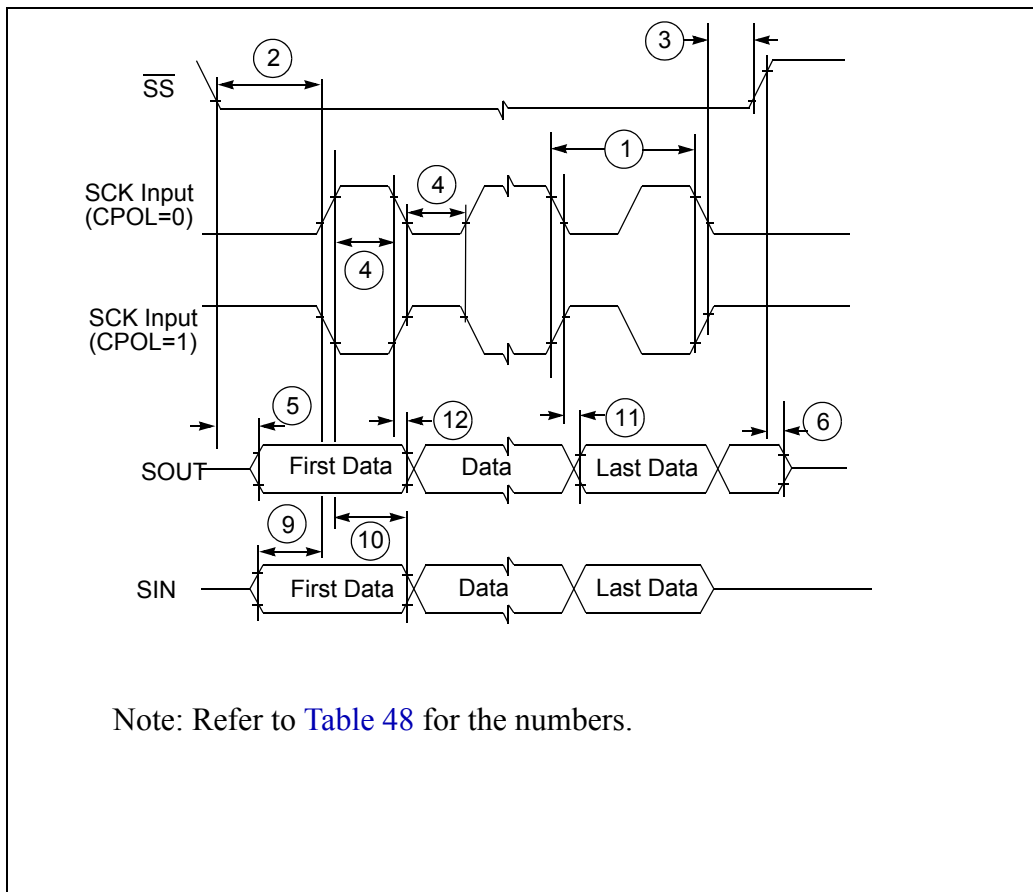 3
2
SS
1
SCK Input
(CPOL=0)
4
4
SCK Input
(CPOL=1)
5
12
11
6
SOUT
First Data
Data
Last Data
9
10
SIN
First Data
Data
Last Data
Note: Refer to Table 48 for the numbers.